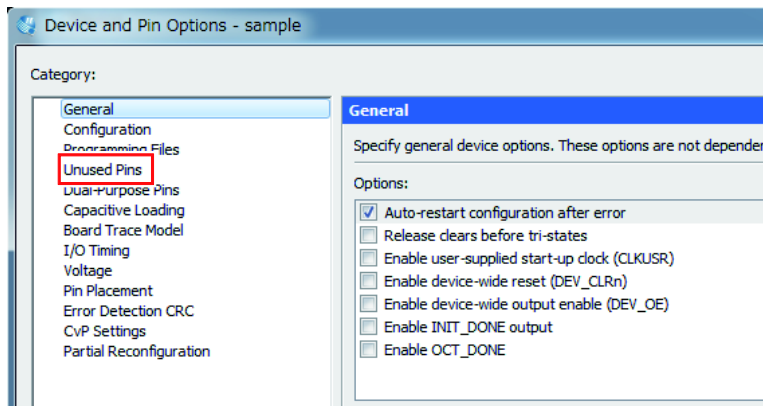 Device and Pin Options - sample
Category:
General
Configuration
Programming Files
Unused Pins
Dual-Purpose Pins
Capacitive Loading
Board Trace Model
I/O Timing
Voltage
Pin Placement
Error Detection CRC
CvP Settings
Partial Reconfiguration
General
Specify general device options. These options are not
Options:
Auto-restart configuration after error
Release clears before tri-states
Enable user-supplied start-up clock (CLKUSR)
Enable device-wide reset (DEV_CLRn)
Enable device-wide output enable (DEV_OE)
Enable INIT_DONE output
Enable OCT_DONE